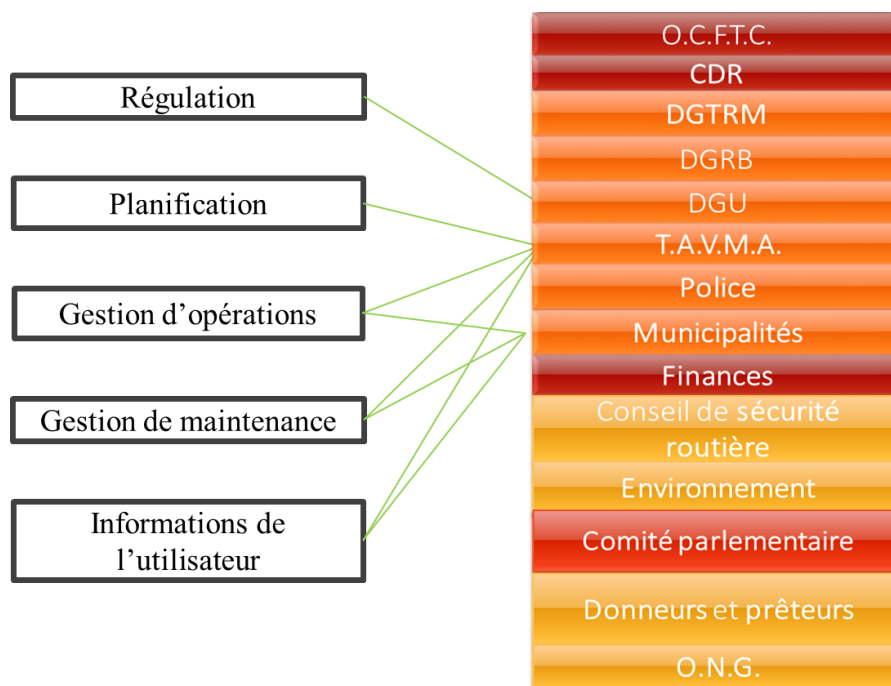 Régulation
Planification
Gestion d’opérations
Gestion de maintenance
Informations de
l’utilisateur
O.C.F.T.C.
CDR
DGTRM
DGRB
DGU
T.A.V.M.A.
Police
Municipalités
Finances
Conseil de sécurité
routière
Environnement
Comité parlementaire
Donneurs et prêteurs
O.N.G.